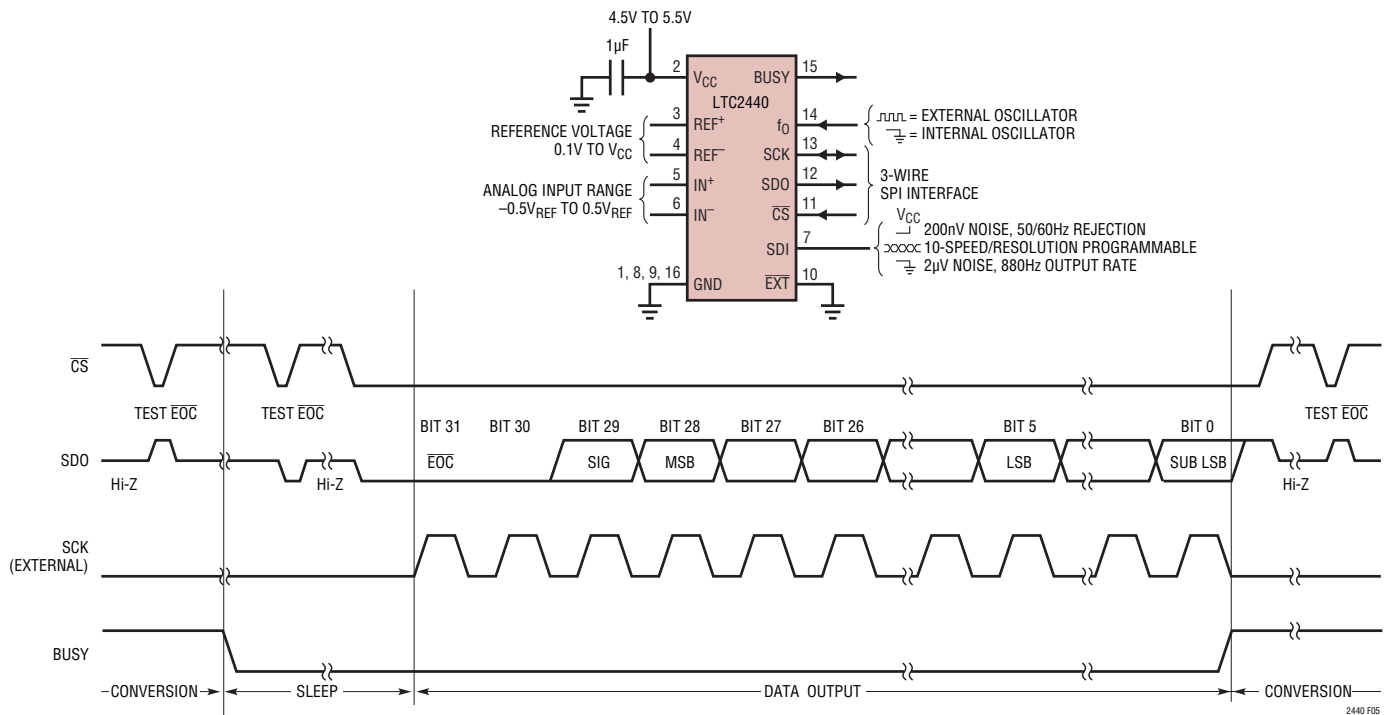 4.5V TO 5.5V
1µF
2 VCC
BUSY 15
LTC2440
3 REF+
fO 14
= EXTERNAL OSCILLATOR
= INTERNAL OSCILLATOR
REFERENCE VOLTAGE
0.1V TO VCC
4 REF–
SCK 13
SDO 12
3-WIRE
SPI INTERFACE
5 IN+
ANALOG INPUT RANGE
–0.5VREF TO 0.5VREF
6 IN–
CS 11
VCC
200nV NOISE, 50/60Hz REJECTION
SDI 7
10-SPEED/RESOLUTION PROGRAMMABLE
2µV NOISE, 880Hz OUTPUT RATE
1, 8, 9, 16
GND
EXT 10
CS
TEST EOC TEST EOC TEST EOC
BIT 31 BIT 30 BIT 29 BIT 28 BIT 27 BIT 26 BIT 5 BIT 0
SDO EOC SIG MSB LSB SUB LSB
Hi-Z Hi-Z Hi-Z
SCK
(EXTERNAL)
BUSY
CONVERSION SLEEP DATA OUTPUT CONVERSION
2440 F05